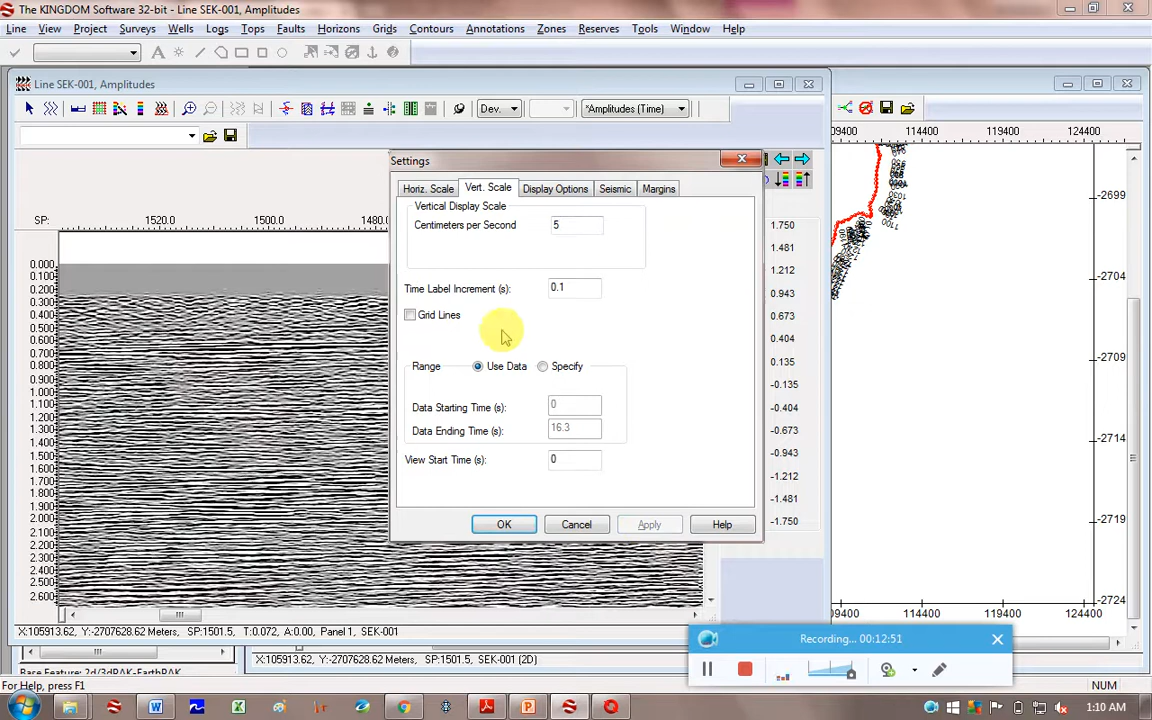 The KINGDOM Software 32-bit - Line SEK-001, Amplitudes
Line View Project Surveys Wells Logs Tops Faults Horizons Grids Contours Annotations Zones Reserves Tools Window Help
Line SEK-001, Amplitudes
Dev. *Amplitudes (Time)
Settings
Horiz. Scale Vert. Scale Display Options Seismic Margins
Vertical Display Scale
Centimeters per Second 5
Time Label Increment (s): 0.1
Grid Lines
Range Use Data Specify
Data Starting Time (s): 0
Data Ending Time (s): 16.3
View Start Time (s): 0
OK Cancel Apply Help
SP: 1520.0 1500.0 1480
0.000
0.100
0.200
0.300
0.400
0.500
0.600
0.700
0.800
0.900
1.000
1.100
1.200
1.300
1.400
1.500
1.600
1.700
1.800
1.900
2.000
2.100
2.200
2.300
2.400
2.500
2.600
1.750
1.481
1.212
0.943
0.673
0.404
0.135
-0.135
-0.404
-0.673
-0.943
-1.212
-1.481
-1.750
09400 114400 119400 124400
-2699
-2704
-2709
-2714
-2719
-2724
09400 114400 119400 124400
X:105913.62, Y:-2707628.62 Meters, SP:1501.5, T:0.072, A:0.00, Panel 1, SEK-001
X:105913.62, Y:-2707628.62 Meters, SP:1501.5, SEK-001 (2D)
Base Feature: 2d/3dPAK-EarthPAK
Recording... 00:12:51
For Help, press F1
NUM
1:10 AM